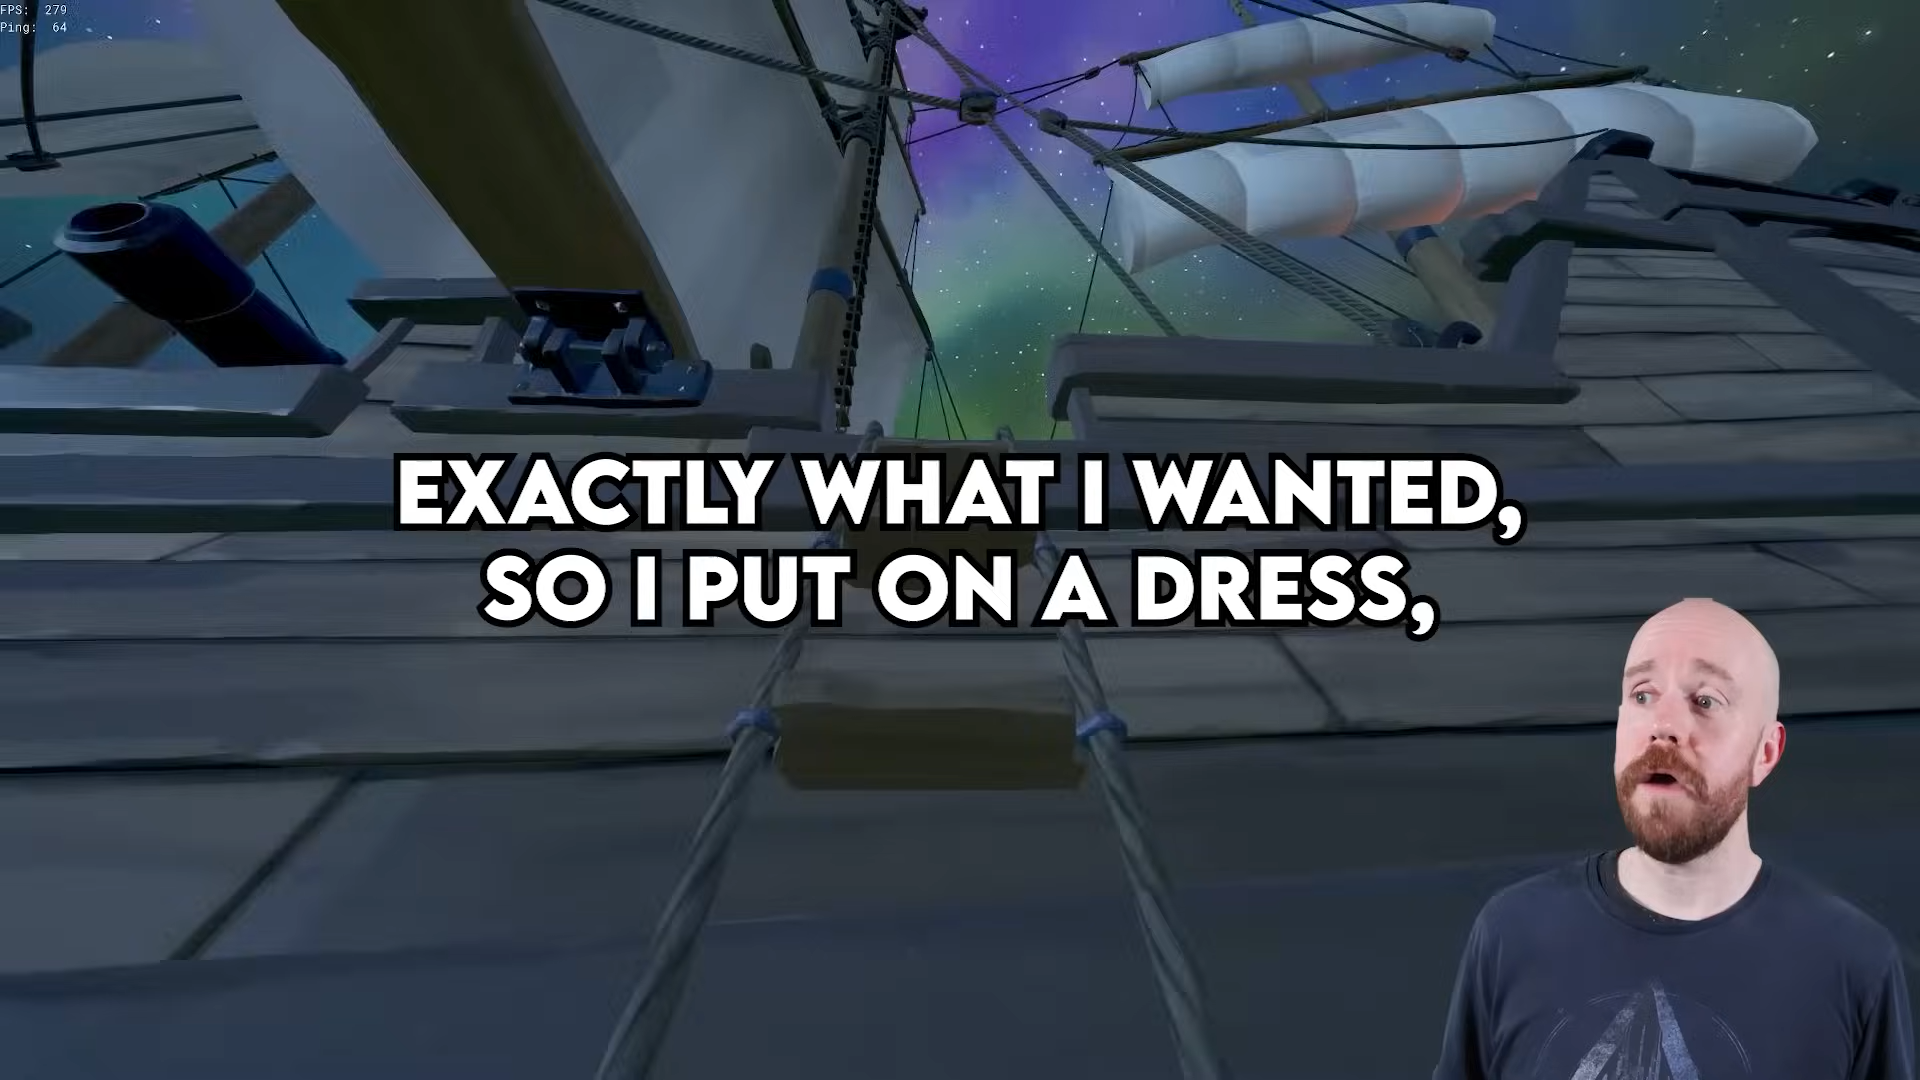 FPS: 279
Ping: 64
EXACTLY WHAT I WANTED,
SO I PUT ON A DRESS,